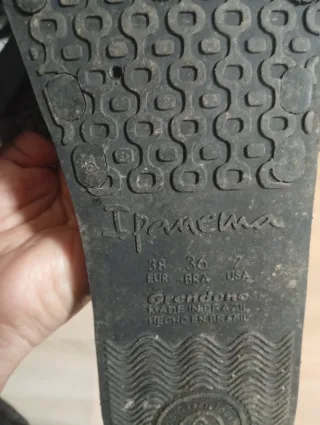 Ipanema
38 36 7
EUR BRA USA
Grendene
MADE IN BRAZIL
HECHO EN BRASIL